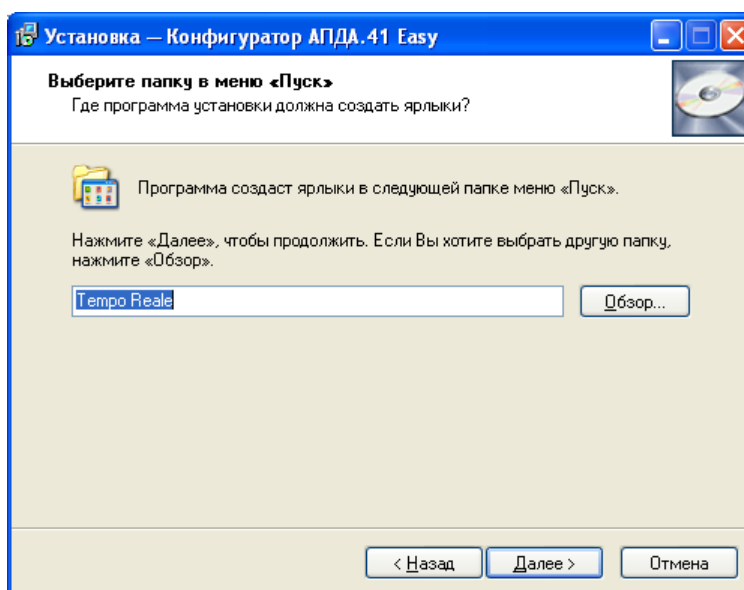 Установка — Конфигуратор АПДА.41 Easy
Выберите папку в меню «Пуск»
Где программа установки должна создать ярлыки?
Программа создаст ярлыки в следующей папке меню «Пуск».
Нажмите «Далее», чтобы продолжить. Если Вы хотите выбрать другую папку,
нажмите «Обзор».
Tempo Reale
Обзор...
< Назад
Далее >
Отмена